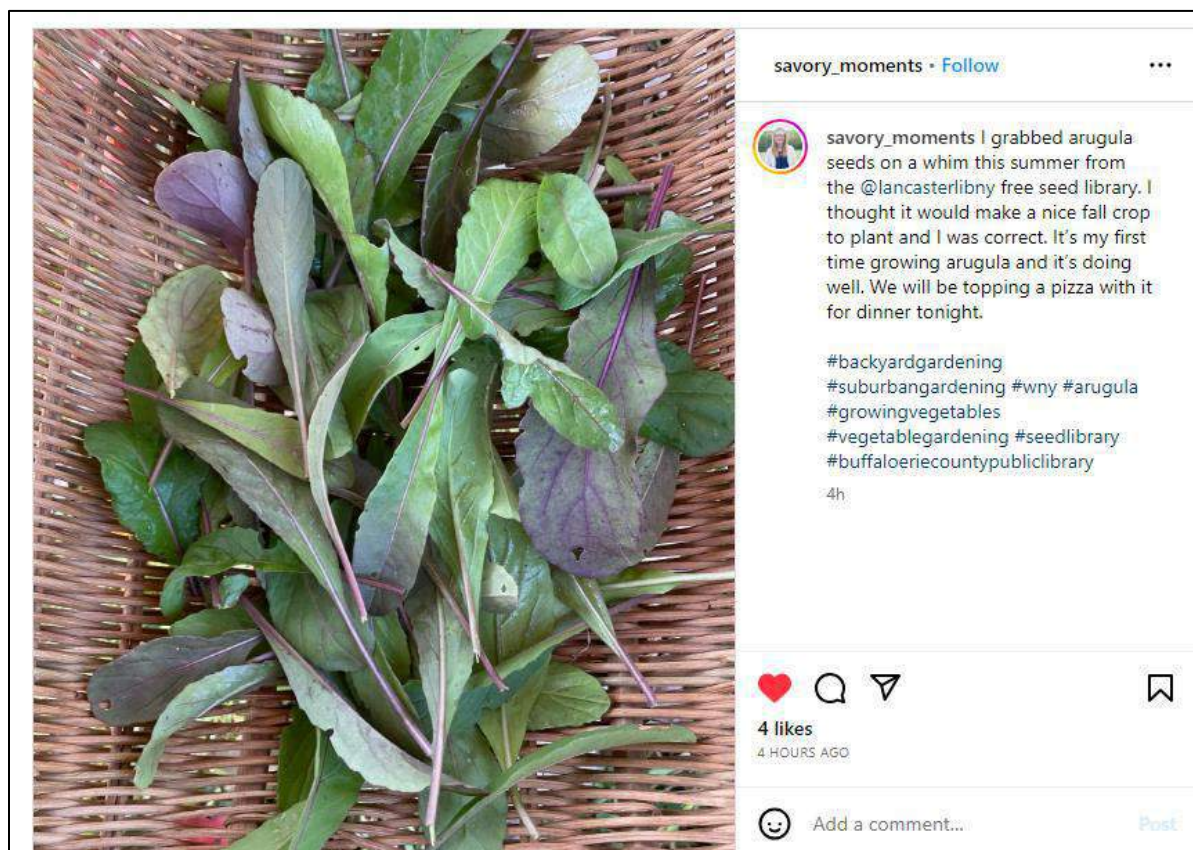 savory_moments • Follow
savory_moments I grabbed arugula
seeds on a whim this summer from
the @lancasterlibny free seed library. I
thought it would make a nice fall crop
to plant and I was correct. It’s my first
time growing arugula and it’s doing
well. We will be topping a pizza with it
for dinner tonight.
#backyardgardening
#suburbangardening #wny #arugula
#growingvegetables
#vegetablegardening #seedlibrary
#buffaloeriecountypubliclibrary
4h
4 likes
4 HOURS AGO
Add a comment...
Post